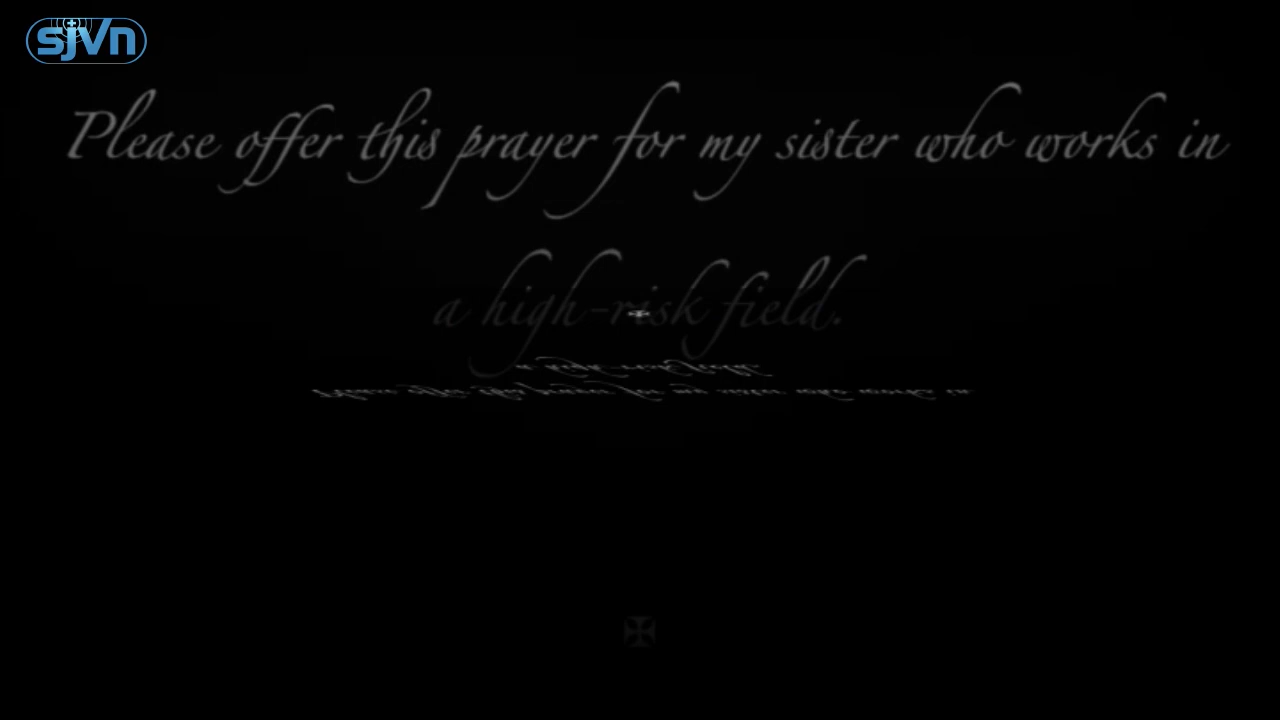 sjvn
Please offer this prayer for my sister who works in
a high-risk field.